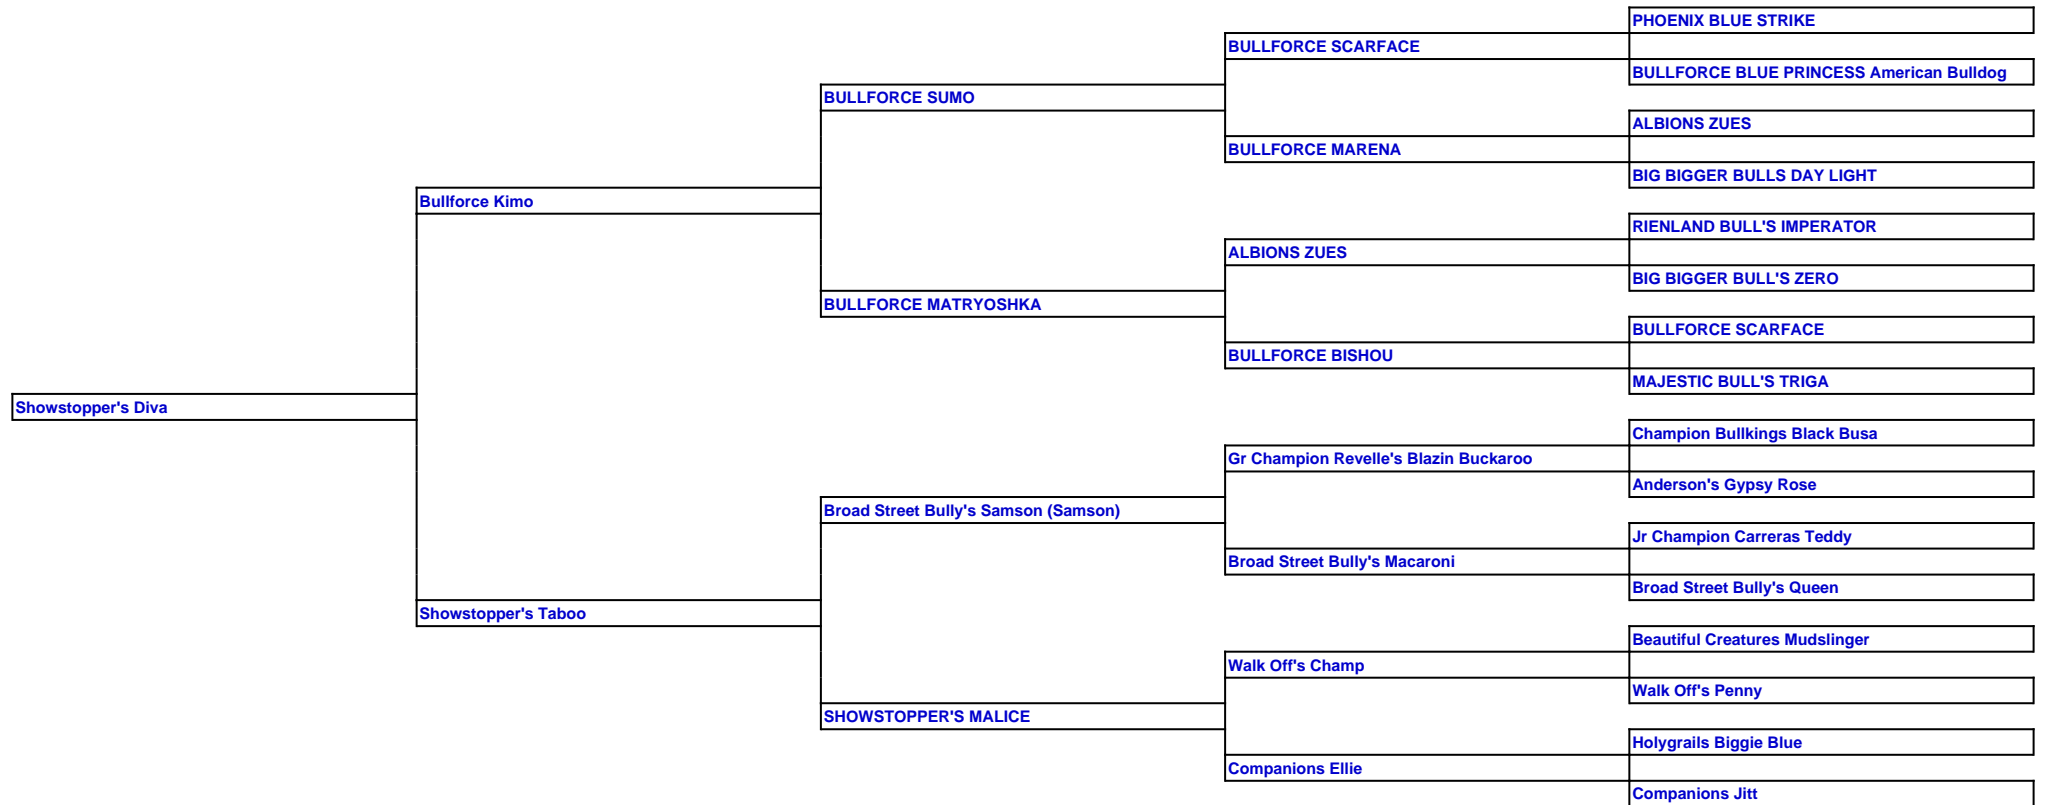 PHOENIX BLUE STRIKE
BULLFORCE SCARFACE
BULLFORCE BLUE PRINCESS American Bulldog
BULLFORCE SUMO
ALBIONS ZUES
BULLFORCE MARENA
BIG BIGGER BULLS DAY LIGHT
Bullforce Kimo
RIENLAND BULL'S IMPERATOR
ALBIONS ZUES
BIG BIGGER BULL'S ZERO
BULLFORCE MATRYOSHKA
BULLFORCE SCARFACE
BULLFORCE BISHOU
MAJESTIC BULL'S TRIGA
Showstopper's Diva
Champion Bullkings Black Busa
Gr Champion Revelle's Blazin Buckaroo
Anderson's Gypsy Rose
Broad Street Bully's Samson (Samson)
Jr Champion Carreras Teddy
Broad Street Bully's Macaroni
Broad Street Bully's Queen
Showstopper's Taboo
Beautiful Creatures Mudslinger
Walk Off's Champ
Walk Off's Penny
SHOWSTOPPER'S MALICE
Holygrails Biggie Blue
Companions Ellie
Companions Jitt